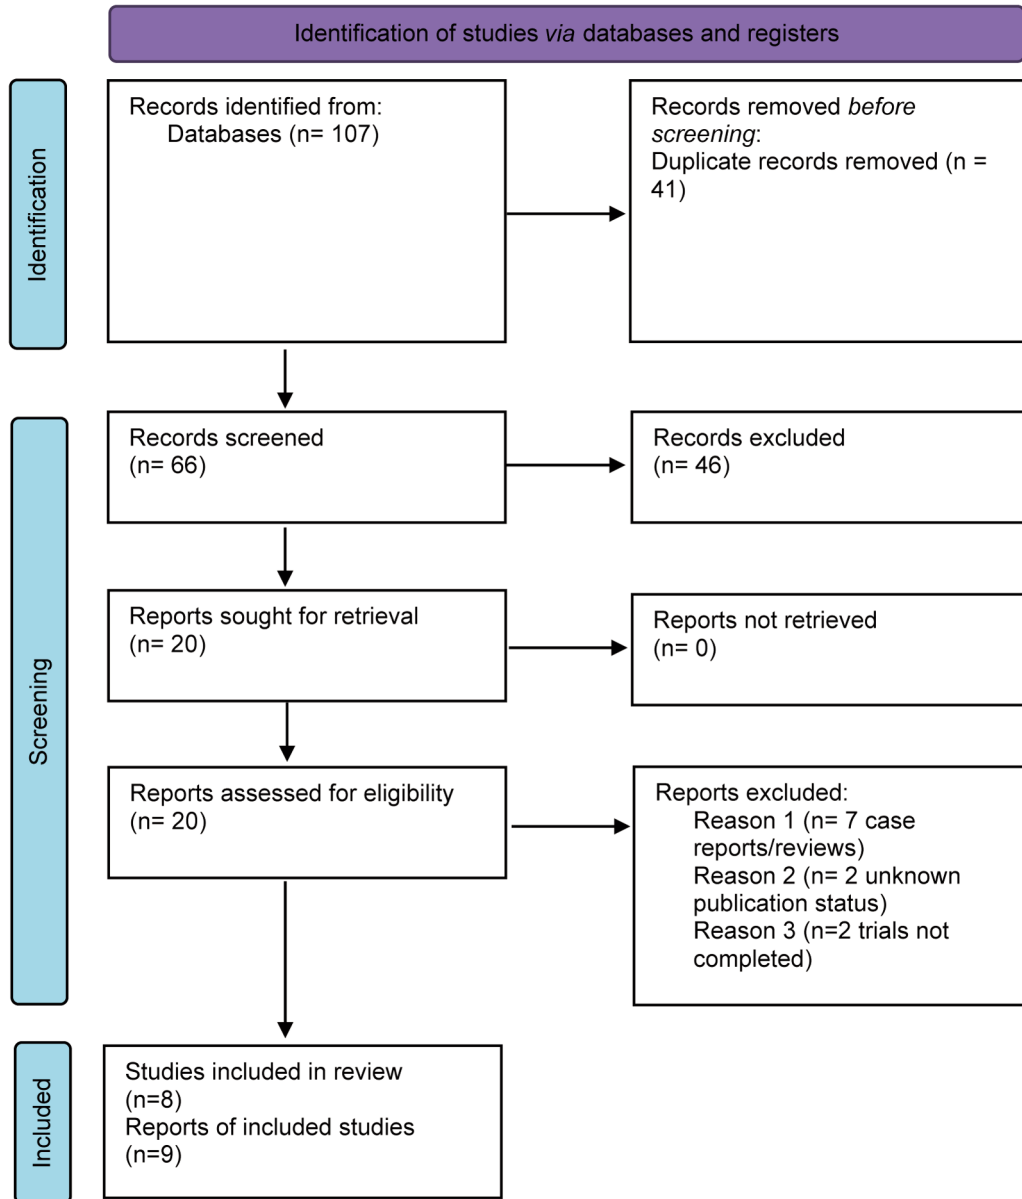 Identification of studies via databases and registers
Identification
Records identified from:
Databases (n= 107)
Records removed before
screening:
Duplicate records removed (n =
41)
Screening
Records screened
(n= 66)
Records excluded
(n= 46)
Reports sought for retrieval
(n= 20)
Reports not retrieved
(n= 0)
Reports assessed for eligibility
(n= 20)
Reports excluded:
Reason 1 (n= 7 case
reports/reviews)
Reason 2 (n= 2 unknown
publication status)
Reason 3 (n=2 trials not
completed)
Included
Studies included in review
(n=8)
Reports of included studies
(n=9)